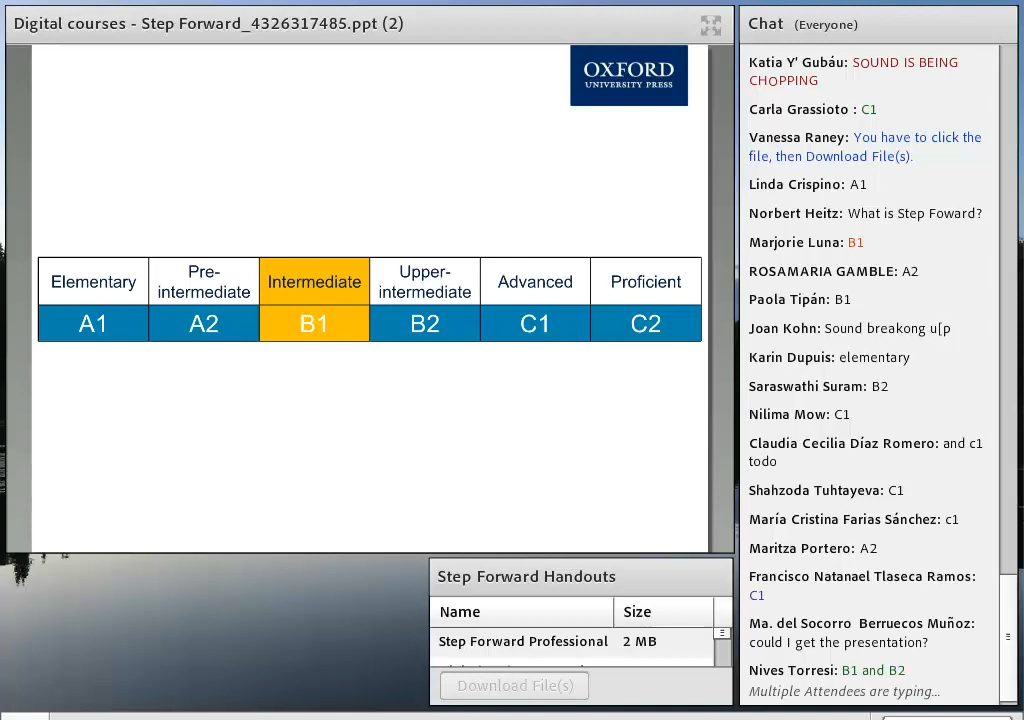 Digital courses - Step Forward_4326317485.ppt (2)
OXFORD
UNIVERSITY PRESS
Elementary
Pre-
intermediate
Intermediate
Upper-
intermediate
Advanced
Proficient
A1
A2
B1
B2
C1
C2
Step Forward Handouts
Name
Size
Step Forward Professional
2 MB
Download File(s)
Chat (Everyone)
Katia Y' Gubáu: SOUND IS BEING
CHOPPING
Carla Grassioto : C1
Vanessa Raney: You have to click the
file, then Download File(s).
Linda Crispino: A1
Norbert Heitz: What is Step Foward?
Marjorie Luna: B1
ROSAMARIA GAMBLE: A2
Paola Tipán: B1
Joan Kohn: Sound breakong u[p
Karin Dupuis: elementary
Saraswathi Suram: B2
Nilima Mow: C1
Claudia Cecilia Díaz Romero: and c1
todo
Shahzoda Tuhtayeva: C1
María Cristina Farias Sánchez: c1
Maritza Portero: A2
Francisco Natanael Tlaseca Ramos:
C1
Ma. del Socorro Berruecos Muñoz:
could I get the presentation?
Nives Torresi: B1 and B2
Multiple Attendees are typing...